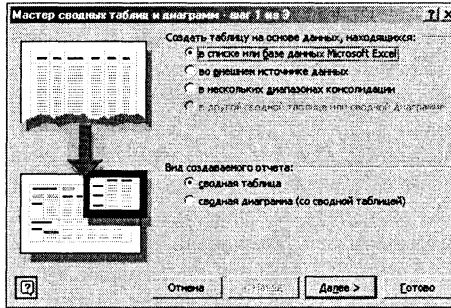 Мастер сводных таблиц и диаграмм - шаг 1 из 3
Создать таблицу на основе данных, находящихся:
в списке или базе данных Microsoft Excel
во внешнем источнике данных
в нескольких диапазонах консолидации
в другой сводной таблице или сводной диаграмме
Вид создаваемого отчета:
сводная таблица
сводная диаграмма (со сводной таблицей)
Отмена
Далее >
Готово